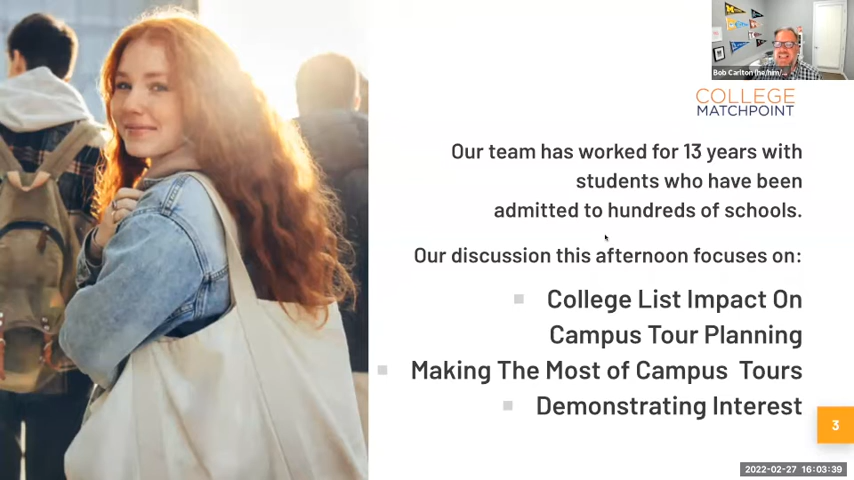 Bob Carlton (he/him/...
COLLEGE
MATCHPOINT
Our team has worked for 13 years with
students who have been
admitted to hundreds of schools.
Our discussion this afternoon focuses on:
College List Impact On
Campus Tour Planning
Making The Most of Campus Tours
Demonstrating Interest
3
2022-02-27 16:03:39